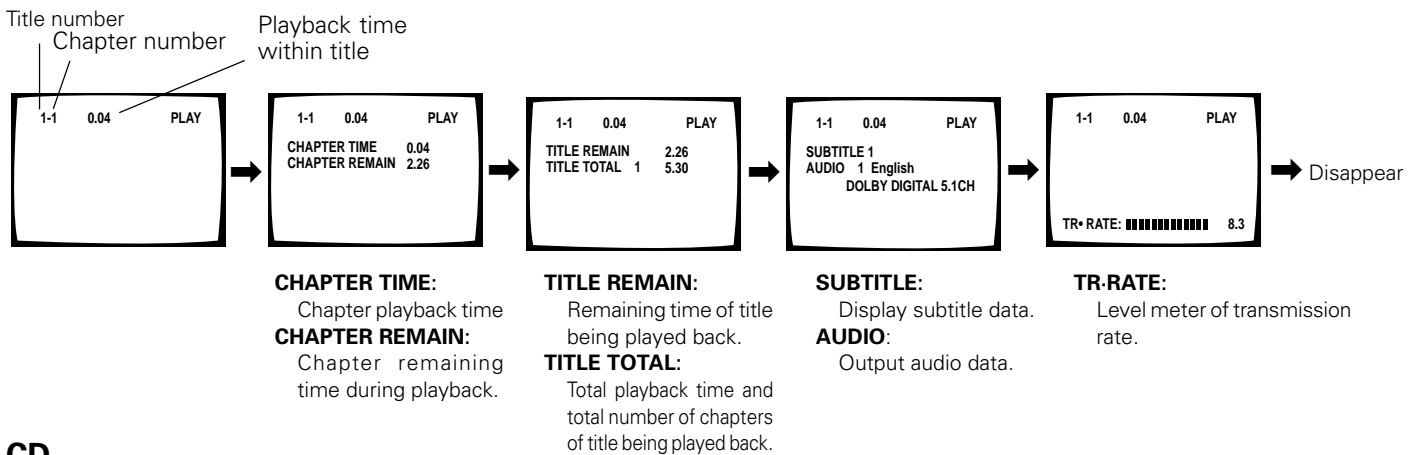 Title number
Chapter number
Playback time
within title
1-1 0.04 PLAY
1-1 0.04 PLAY
CHAPTER TIME 0.04
CHAPTER REMAIN 2.26
1-1 0.04 PLAY
TITLE REMAIN 2.26
TITLE TOTAL 1 5.30
1-1 0.04 PLAY
SUBTITLE 1
AUDIO 1 English
DOLBY DIGITAL 5.1CH
1-1 0.04 PLAY
TR• RATE: 8.3
Disappear
CHAPTER TIME:
Chapter playback time
CHAPTER REMAIN:
Chapter remaining
time during playback.
TITLE REMAIN:
Remaining time of title
being played back.
TITLE TOTAL:
Total playback time and
total number of chapters
of title being played back.
SUBTITLE:
Display subtitle data.
AUDIO:
Output audio data.
TR·RATE:
Level meter of transmission
rate.
CD